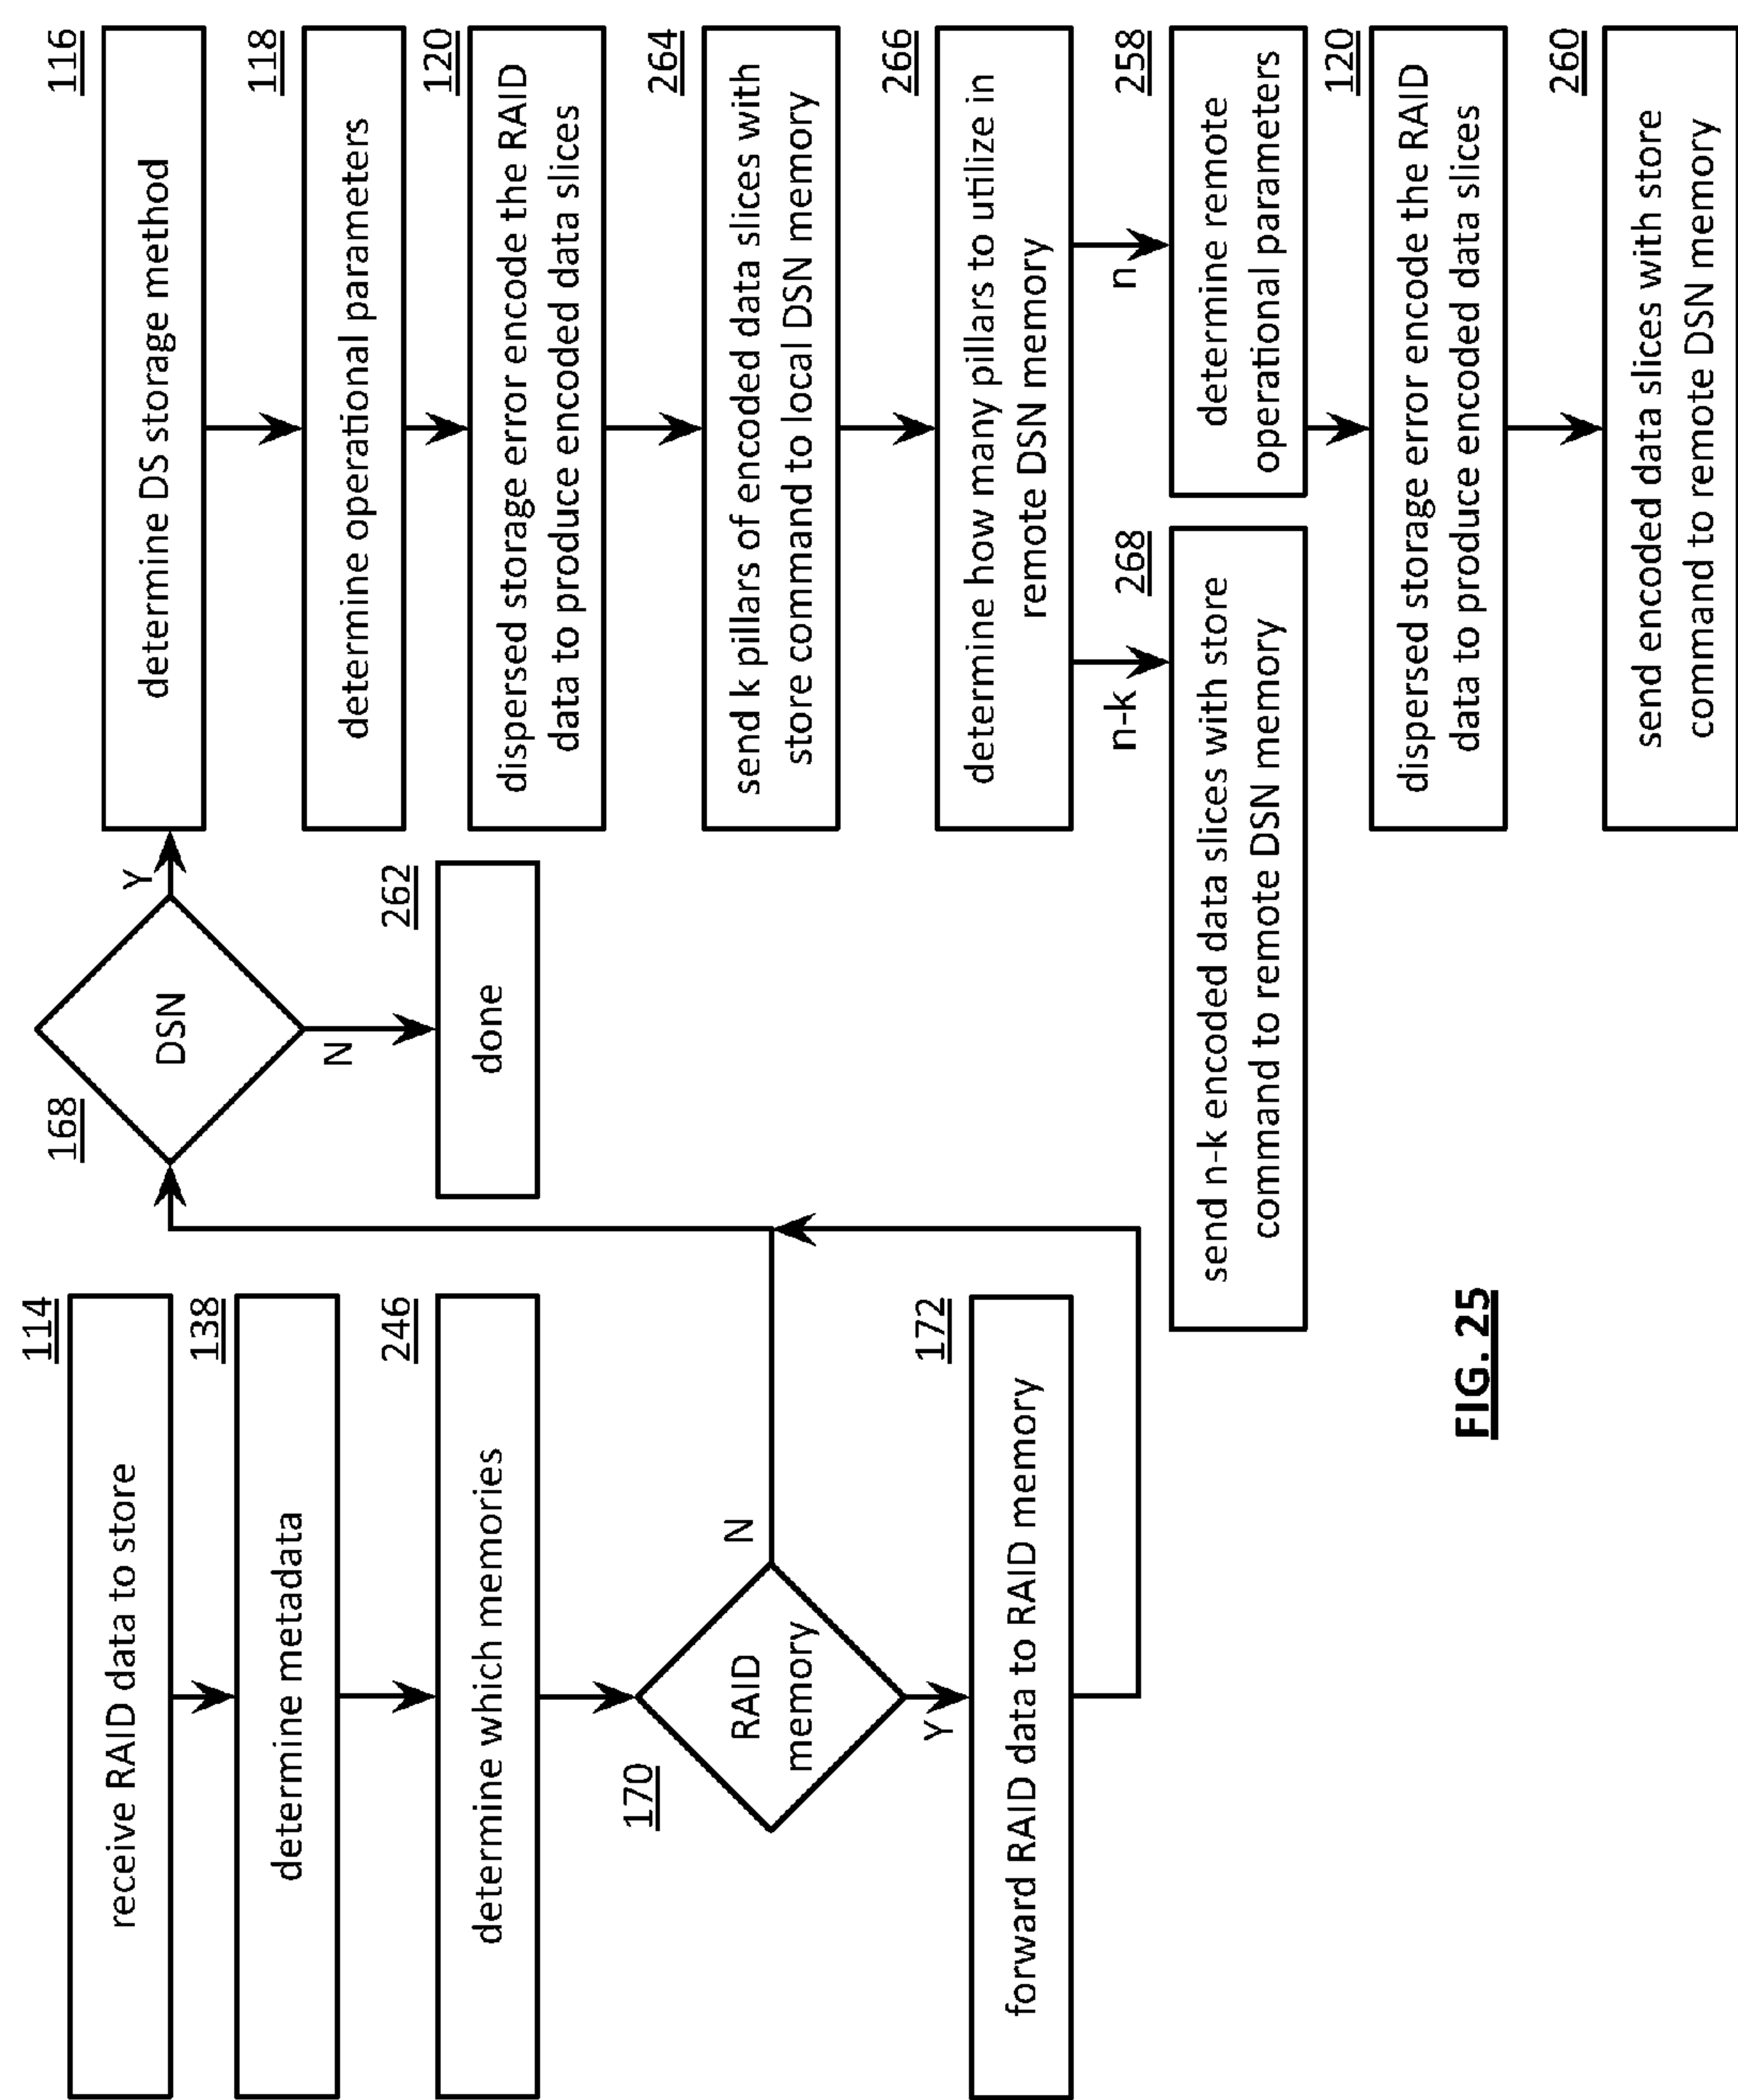 114
receive RAID data to store
138
determine metadata
246
determine which memories
170
RAID
memory
N
Y
172
forward RAID data to RAID memory
168
DSN
Y
N
262
done
116
determine DS storage method
118
determine operational parameters
120
dispersed storage error encode the RAID
data to produce encoded data slices
264
send k pillars of encoded data slices with
store command to local DSN memory
266
determine how many pillars to utilize in
remote DSN memory
n-k
n
268
send n-k encoded data slices with store
command to remote DSN memory
258
determine remote
operational parameters
120
dispersed storage error encode the RAID
data to produce encoded data slices
260
send encoded data slices with store
command to remote DSN memory
FIG. 25